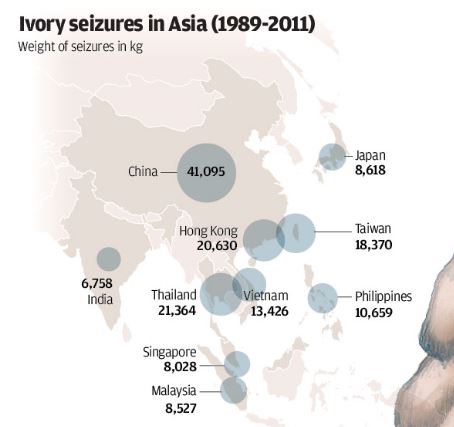 Ivory seizures in Asia (1989-2011)
Weight of seizures in kg
China
41,095
Japan
8,618
Hong Kong
20,630
Taiwan
18,370
6,758
India
Thailand
21,364
Vietnam
13,426
Philippines
10,659
Singapore
8,028
Malaysia
8,527